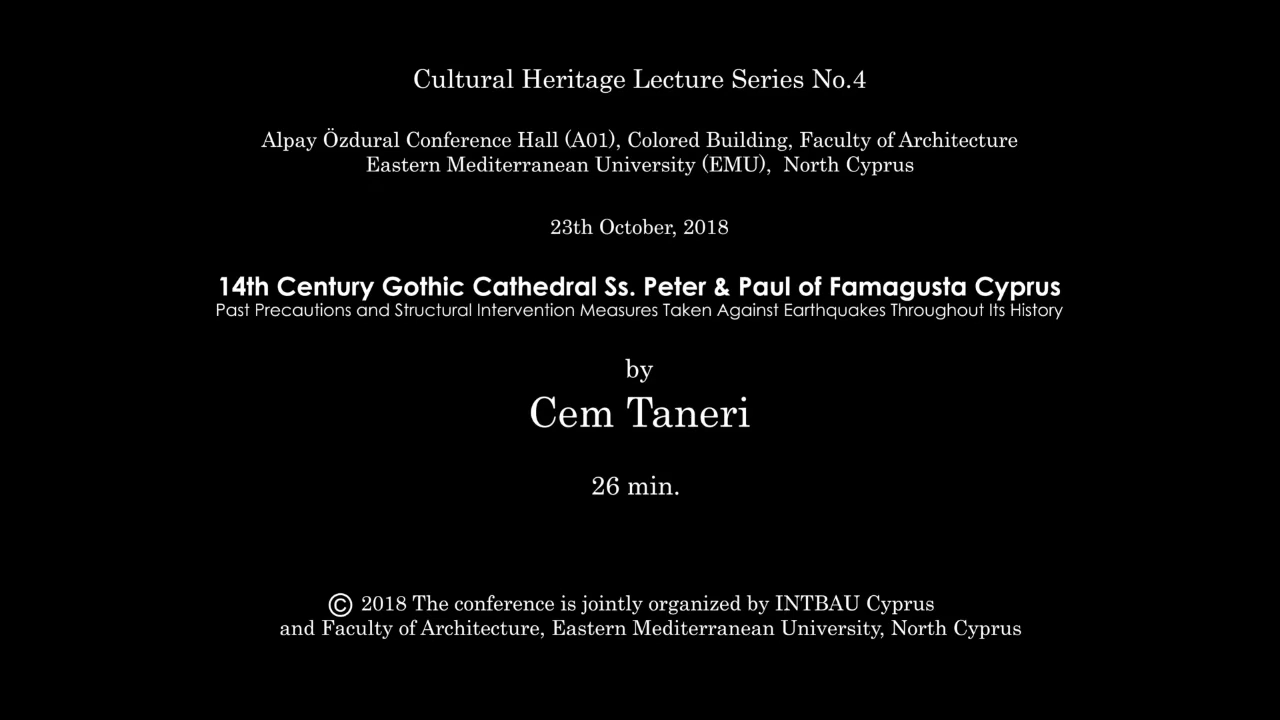 Cultural Heritage Lecture Series No.4
Alpay Özdural Conference Hall (A01), Colored Building, Faculty of Architecture
Eastern Mediterranean University (EMU), North Cyprus
23th October, 2018
14th Century Gothic Cathedral Ss. Peter & Paul of Famagusta Cyprus
Past Precautions and Structural Intervention Measures Taken Against Earthquakes Throughout Its History
by
Cem Taneri
26 min.
© 2018 The conference is jointly organized by INTBAU Cyprus
and Faculty of Architecture, Eastern Mediterranean University, North Cyprus